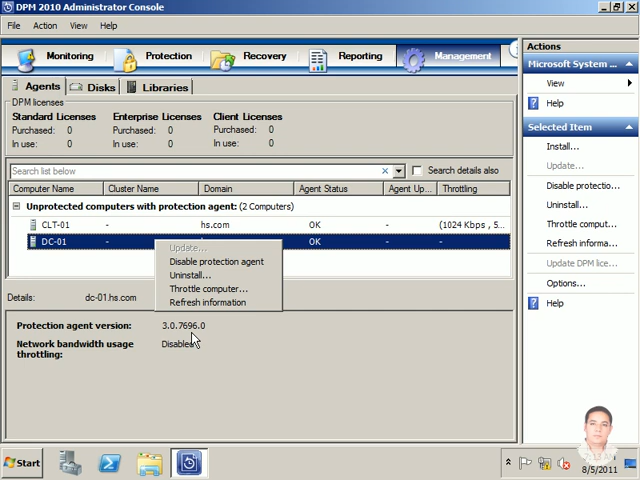 DPM 2010 Administrator Console
File Action View Help
Monitoring Protection Recovery Reporting Management
Agents Disks Libraries
DPM licenses
Standard Licenses Enterprise Licenses Client Licenses
Purchased: 0 Purchased: 0 Purchased: 0
In use: 0 In use: 0 In use: 0
Search list below Search details also
Computer Name Cluster Name Domain Agent Status Agent Up... Throttling
Unprotected computers with protection agent: (2 Computers)
CLT-01 - hs.com OK - (1024 Kbps , 5...
DC-01 - OK - -
Update...
Disable protection agent
Uninstall...
Throttle computer...
Refresh information
Details: dc-01.hs.com
Protection agent version: 3.0.7696.0
Network bandwidth usage throttling: Disabled
Actions
Microsoft System ...
View
Help
Selected Item
Install...
Update...
Disable protectio...
Uninstall...
Throttle comput...
Refresh informa...
Update DPM lice...
Options...
Help
Start
8/5/2011